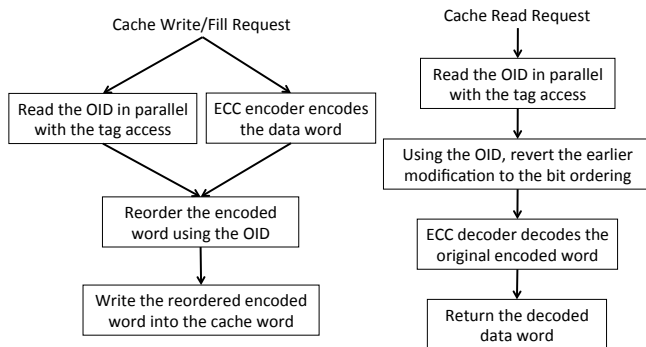 Cache Write/Fill Request
Read the OID in parallel
with the tag access
ECC encoder encodes
the data word
Reorder the encoded
word using the OID
Write the reordered encoded
word into the cache word
Cache Read Request
Read the OID in parallel
with the tag access
Using the OID, revert the earlier
modification to the bit ordering
ECC decoder decodes the
original encoded word
Return the decoded
data word